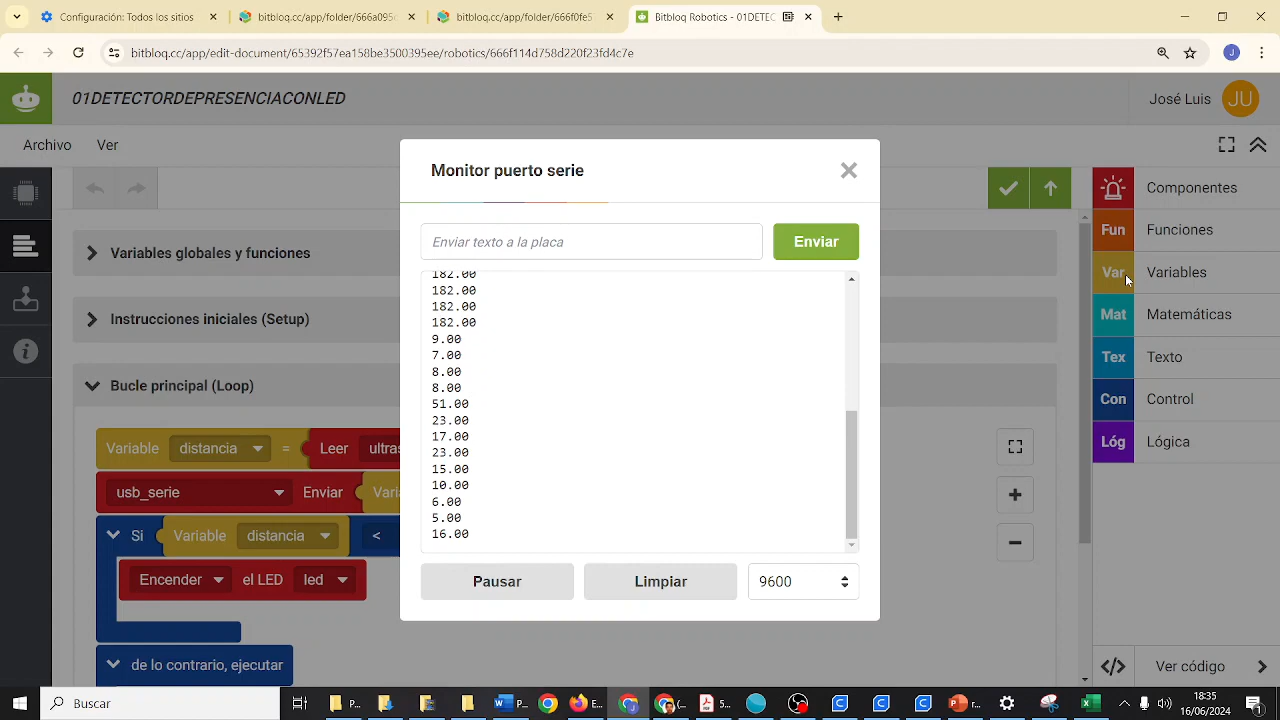 Configuración: Todos los sitios
bitbloq.cc/app/folder/666a095c
bitbloq.cc/app/folder/666f0fe5
Bitbloq Robotics - 01DETEC
bitbloq.cc/app/edit-document/65392f57ea158be3500395ee/robotics/666f114d758d220f23fd4c7e
J
01DETECTORDEPRESENCIACONLED
José Luis
JU
Archivo
Ver
Monitor puerto serie
Enviar texto a la placa
Enviar
182.00
182.00
182.00
182.00
9.00
7.00
8.00
8.00
51.00
23.00
17.00
23.00
15.00
10.00
6.00
5.00
16.00
Pausar
Limpiar
9600
Variables globales y funciones
Instrucciones iniciales (Setup)
Bucle principal (Loop)
Variable distancia = Leer
usb_serie Enviar
Si Variable distancia <
Encender el LED led
de lo contrario, ejecutar
Componentes
Fun Funciones
Var Variables
Mat Matemáticas
Tex Texto
Con Control
Lóg Lógica
</> Ver código
Buscar
18:35
16/06/2024